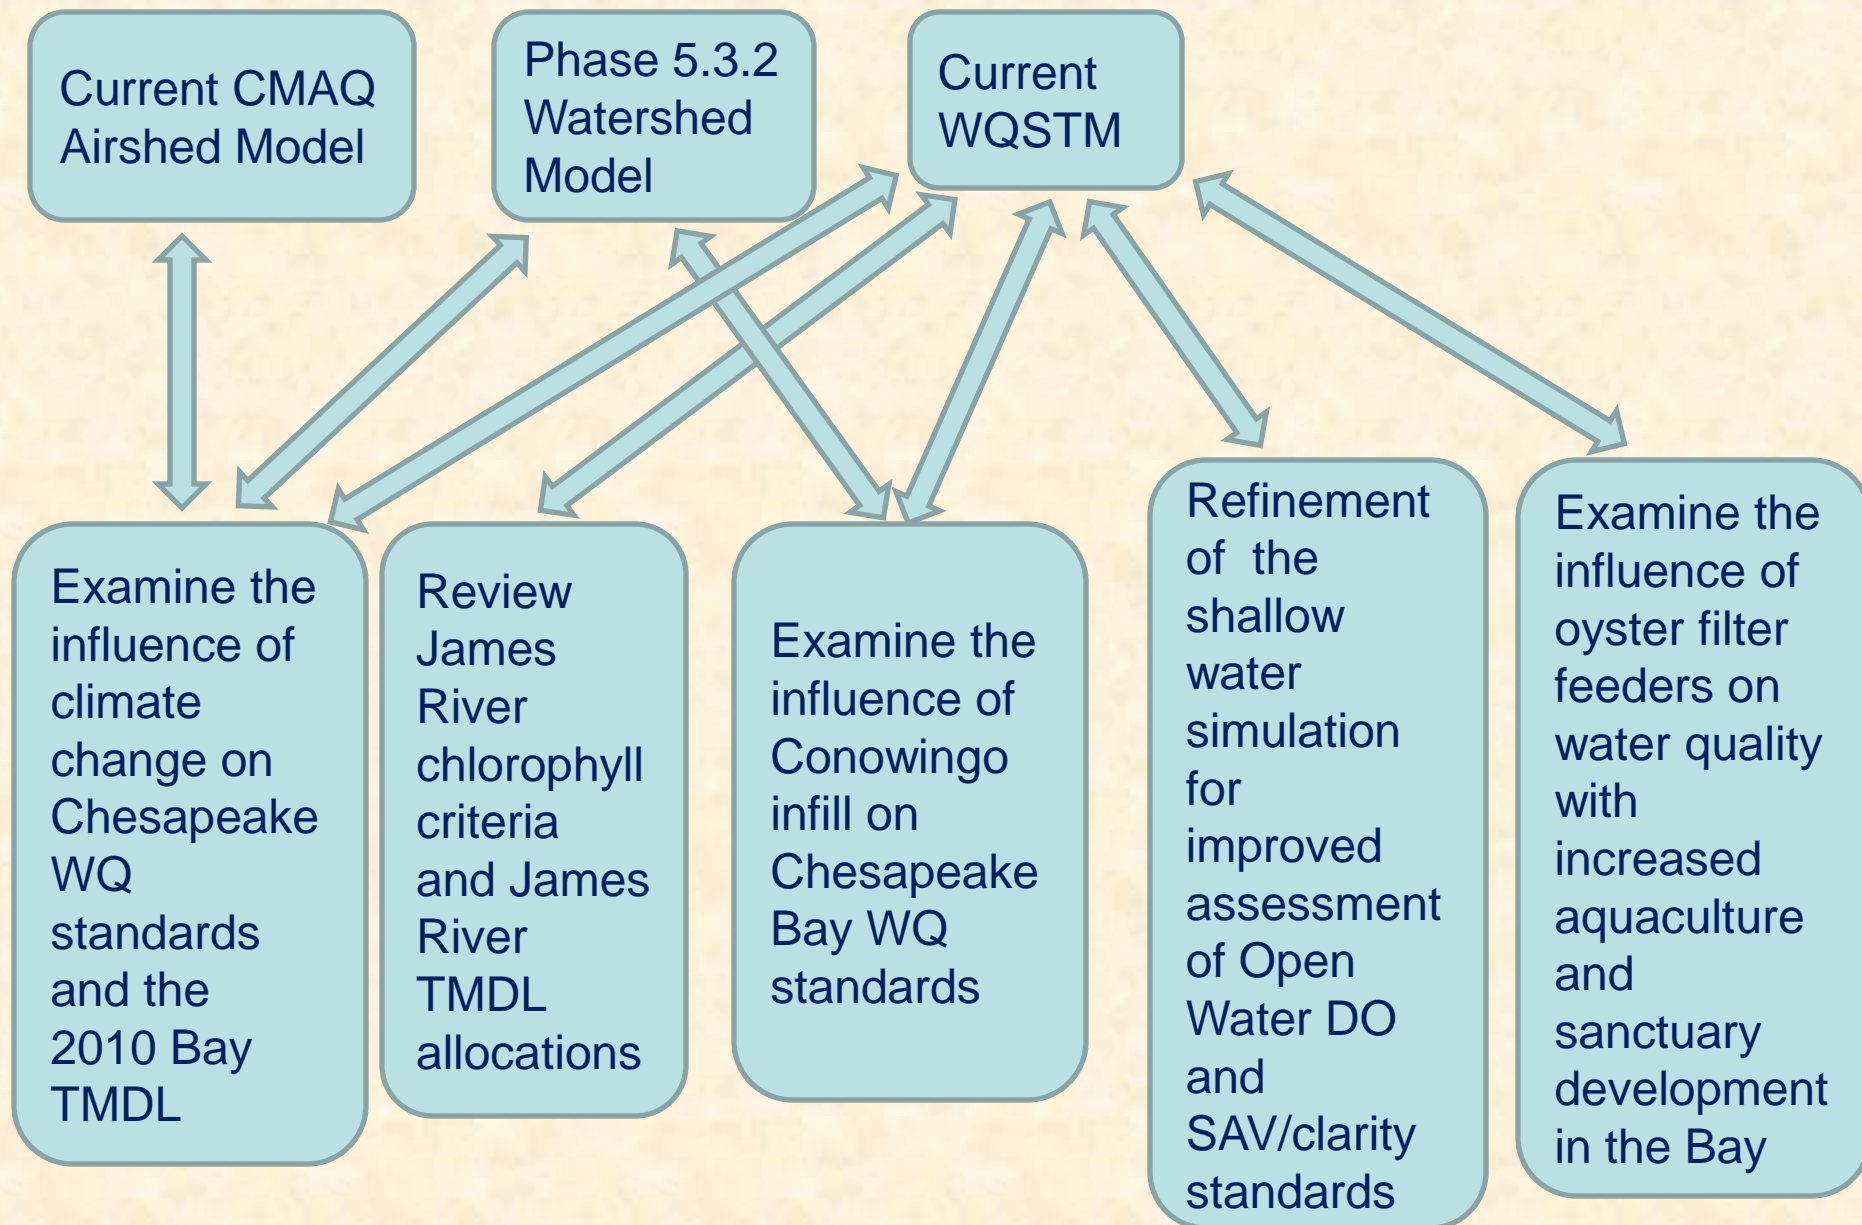 Current CMAQ
Airshed Model
Phase 5.3.2
Watershed
Model
Current
WQSTM
Examine the
influence of
climate
change on
Chesapeake
WQ
standards
and the
2010 Bay
TMDL
Review
James
River
chlorophyll
criteria
and James
River
TMDL
allocations
Examine the
influence of
Conowingo
infill on
Chesapeake
Bay WQ
standards
Refinement
of  the
shallow
water
simulation
for
improved
assessment
of Open
Water DO
and
SAV/clarity
standards
Examine the
influence of
oyster filter
feeders on
water quality
with
increased
aquaculture
and
sanctuary
development
in the Bay